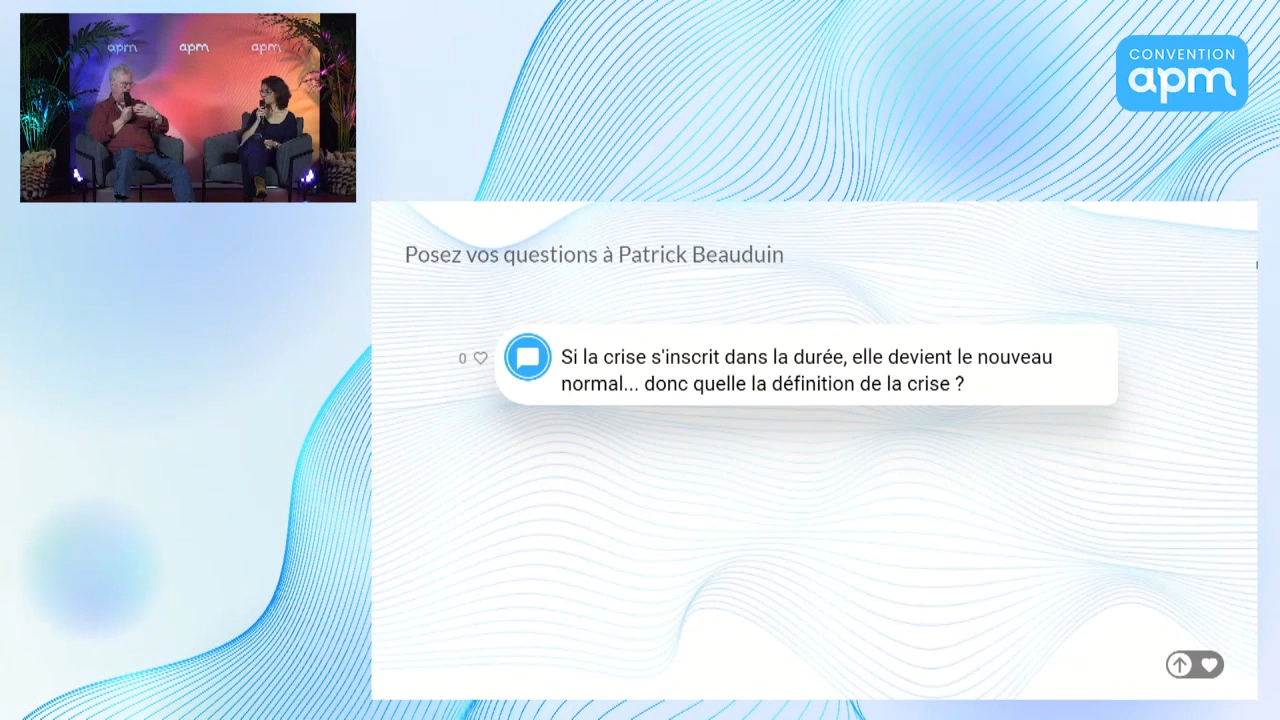 apm apm apm
CONVENTION
apm
Posez vos questions à Patrick Beauduin
0
Si la crise s'inscrit dans la durée, elle devient le nouveau
normal... donc quelle la définition de la crise ?